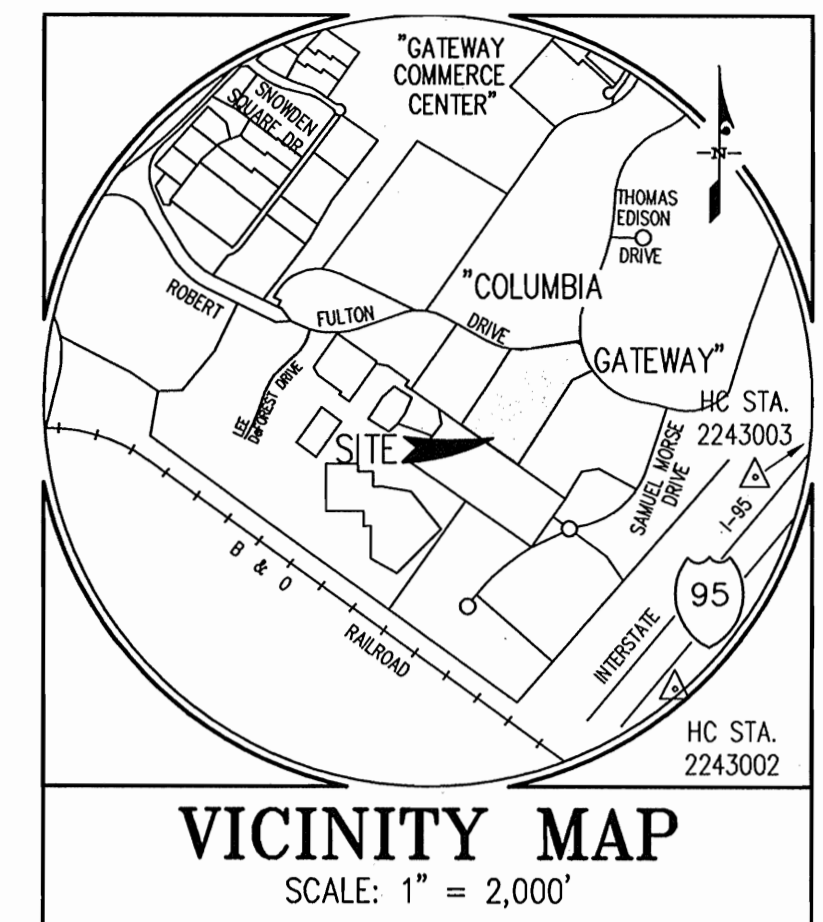 "GATEWAY
COMMERCE
CENTER"
SNOWDEN
SQUARE DR.
N
THOMAS
EDISON
DRIVE
"COLUMBIA
GATEWAY"
ROBERT
FULTON
DRIVE
LEE
DeFOREST DRIVE
SITE
HC STA.
2243003
SAMUEL MORSE
DRIVE
I-95
95
INTERSTATE
B & O
RAILROAD
HC STA.
2243002
VICINITY MAP
SCALE: 1" = 2,000'